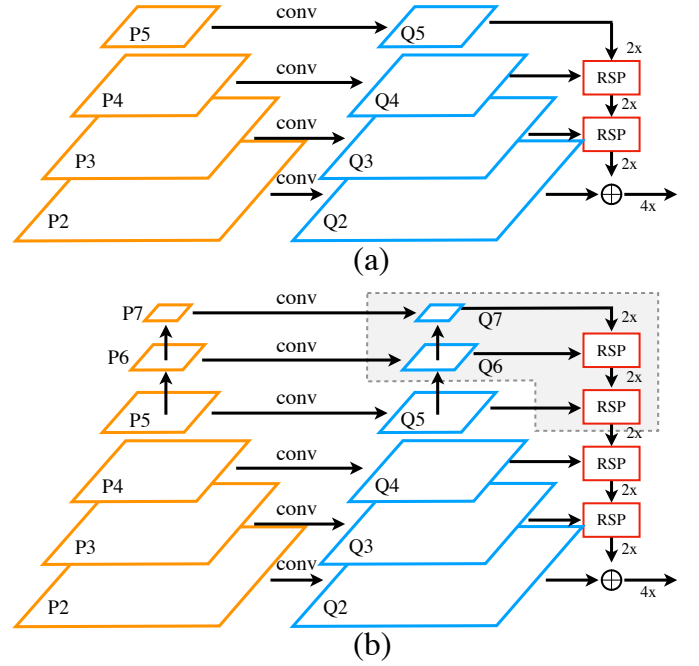 P5 conv Q5 2x
P4 conv Q4 RSP
2x
P3 conv Q3 RSP
2x
P2 conv Q2 4x
(a)
P7 conv Q7 2x
P6 conv Q6 RSP
2x
P5 conv Q5 RSP
2x
P4 conv Q4 RSP
2x
P3 conv Q3 RSP
2x
P2 conv Q2 4x
(b)